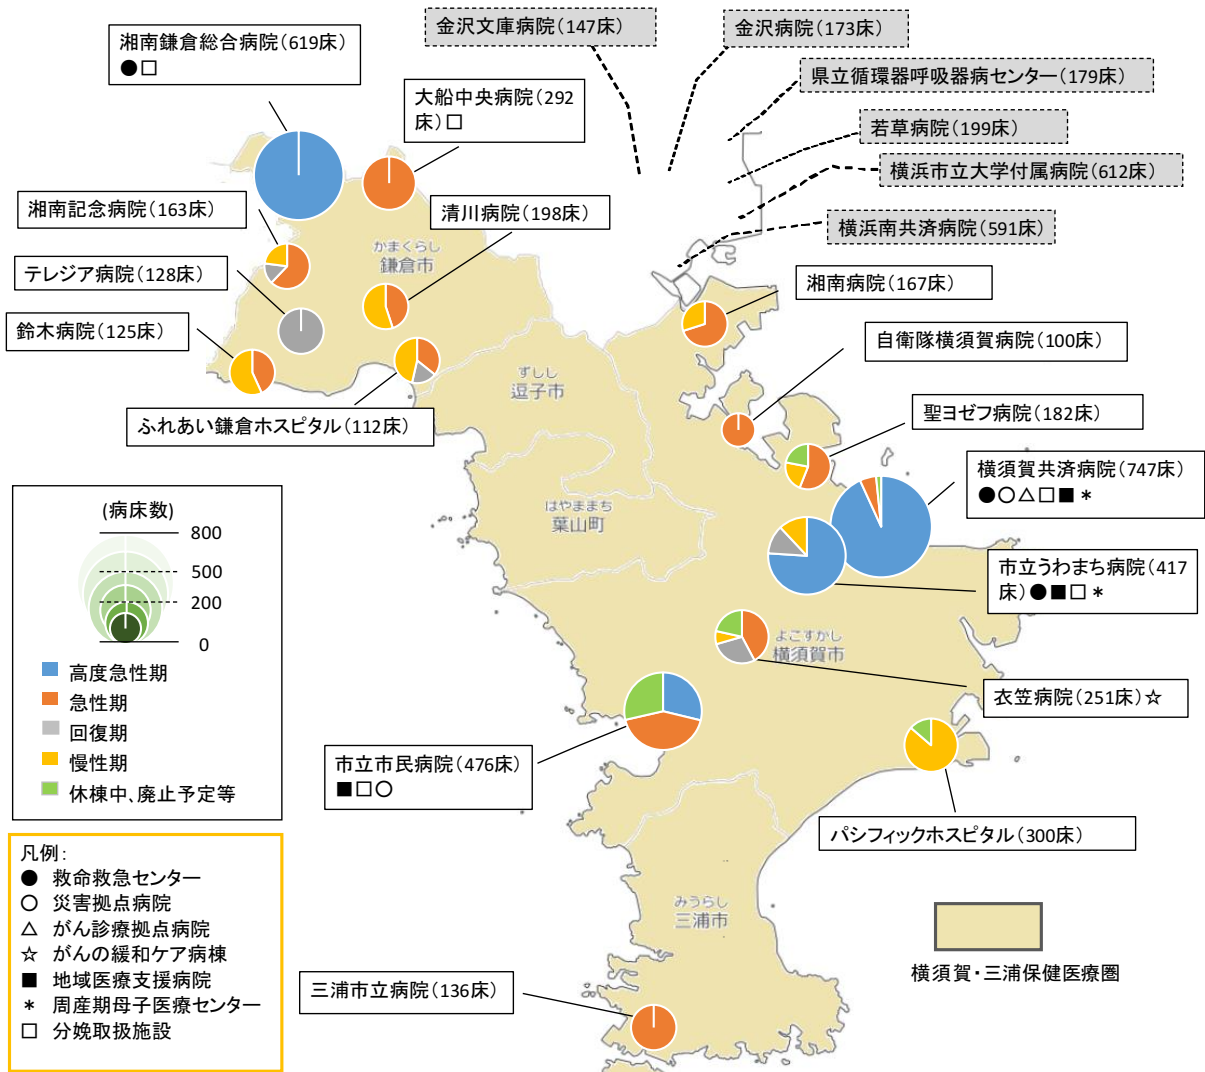 金沢文庫病院(147床)
金沢病院(173床)
県立循環器呼吸器病センター(179床)
若草病院(199床)
横浜市立大学付属病院(612床)
横浜南共済病院(591床)
湘南鎌倉総合病院(619床)
●□
大船中央病院(292
床)□
湘南記念病院(163床)
清川病院(198床)
テレジア病院(128床)
鈴木病院(125床)
ふれあい鎌倉ホスピタル(112床)
かまくらし
鎌倉市
湘南病院(167床)
自衛隊横須賀病院(100床)
ずしし
逗子市
聖ヨゼフ病院(182床)
横須賀共済病院(747床)
●○△□■*
はやままち
葉山町
市立うわまち病院(417
床)●■□*
よこすかし
横須賀市
衣笠病院(251床)☆
市立市民病院(476床)
■□○
パシフィックホスピタル(300床)
みうらし
三浦市
三浦市立病院(136床)
横須賀・三浦保健医療圏
(病床数)
800
500
200
0
高度急性期
急性期
回復期
慢性期
休棟中、廃止予定等
凡例:
● 救命救急センター
○ 災害拠点病院
△ がん診療拠点病院
☆ がんの緩和ケア病棟
■ 地域医療支援病院
* 周産期母子医療センター
□ 分娩取扱施設